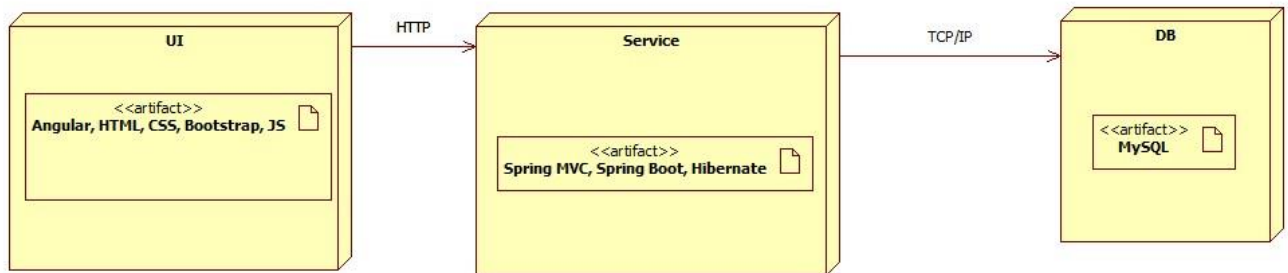 UI
<<artifact>>
Angular, HTML, CSS, Bootstrap, JS
HTTP
Service
<<artifact>>
Spring MVC, Spring Boot, Hibernate
TCP/IP
DB
<<artifact>>
MySQL